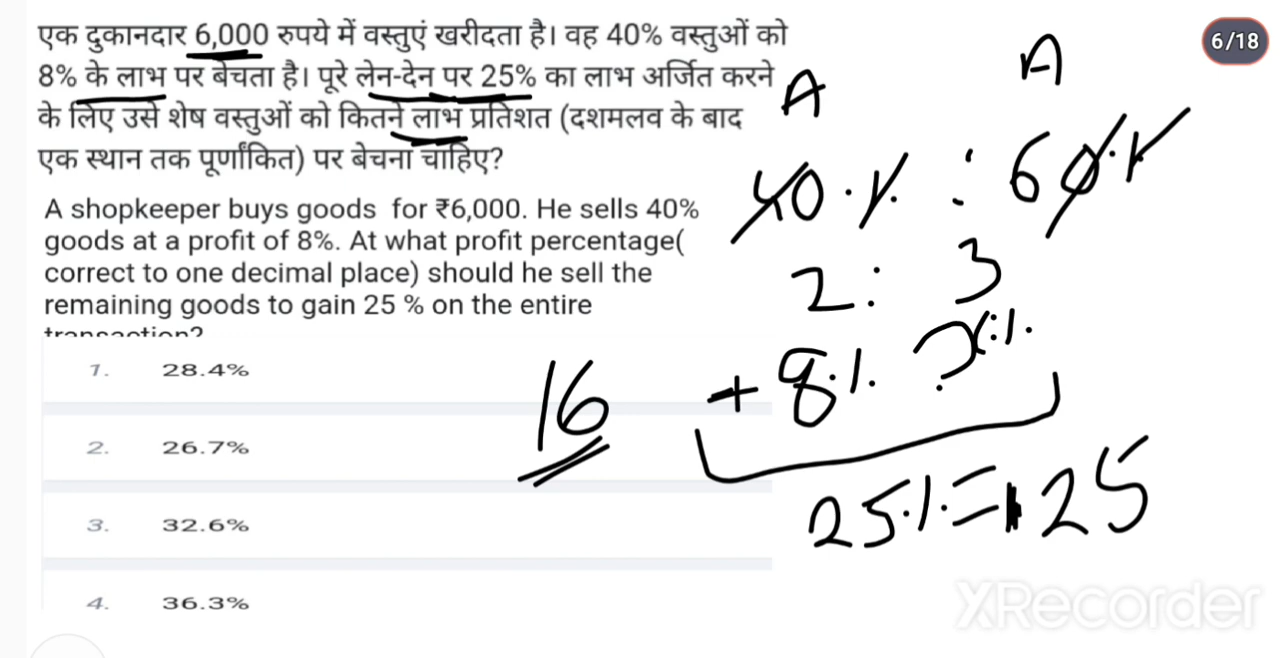 एक दुकानदार 6,000 रुपये में वस्तुएं खरीदता है। वह 40% वस्तुओं को
8% के लाभ पर बेचता है। पूरे लेन-देन पर 25% का लाभ अर्जित करने
के लिए उसे शेष वस्तुओं को कितने लाभ प्रतिशत (दशमलव के बाद
एक स्थान तक पूर्णांकित) पर बेचना चाहिए?
A shopkeeper buys goods for ₹6,000. He sells 40%
goods at a profit of 8%. At what profit percentage(
correct to one decimal place) should he sell the
remaining goods to gain 25 % on the entire
transaction?
1. 28.4%
2. 26.7%
3. 32.6%
4. 36.3%
6/18
A A
40% : 60%
2 : 3
+8% ?%
16
25% = 125
XRecorder